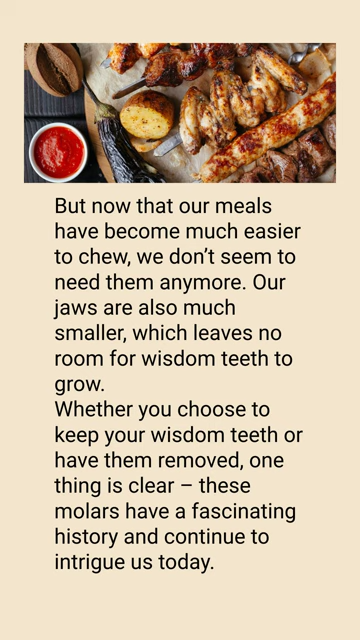 But now that our meals
have become much easier
to chew, we don’t seem to
need them anymore. Our
jaws are also much
smaller, which leaves no
room for wisdom teeth to
grow.
Whether you choose to
keep your wisdom teeth or
have them removed, one
thing is clear – these
molars have a fascinating
history and continue to
intrigue us today.